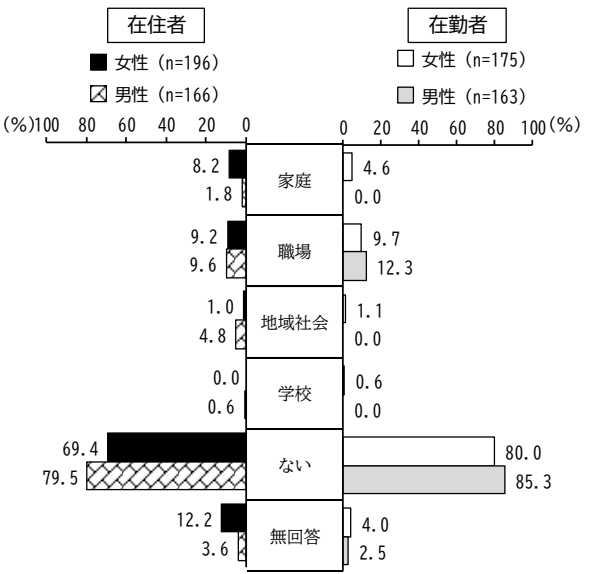 在住者
在勤者
女性（n=196）
男性（n=166）
女性（n=175）
男性（n=163）
(%)100 80 60 40 20 0
0 20 40 60 80 100(%)
8.2 家庭 4.6
1.8 0.0
9.2 職場 9.7
9.6 12.3
1.0 地域社会 1.1
4.8 0.0
0.0 学校 0.6
0.6 0.0
69.4 ない 80.0
79.5 85.3
12.2 無回答 4.0
3.6 2.5